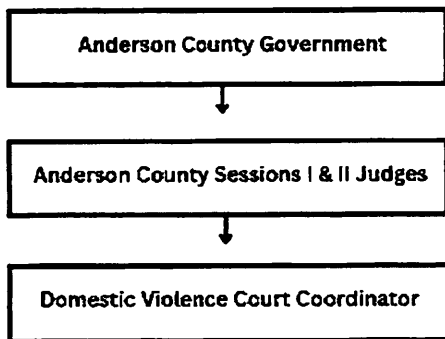 Anderson County Government
Anderson County Sessions I & II Judges
Domestic Violence Court Coordinator